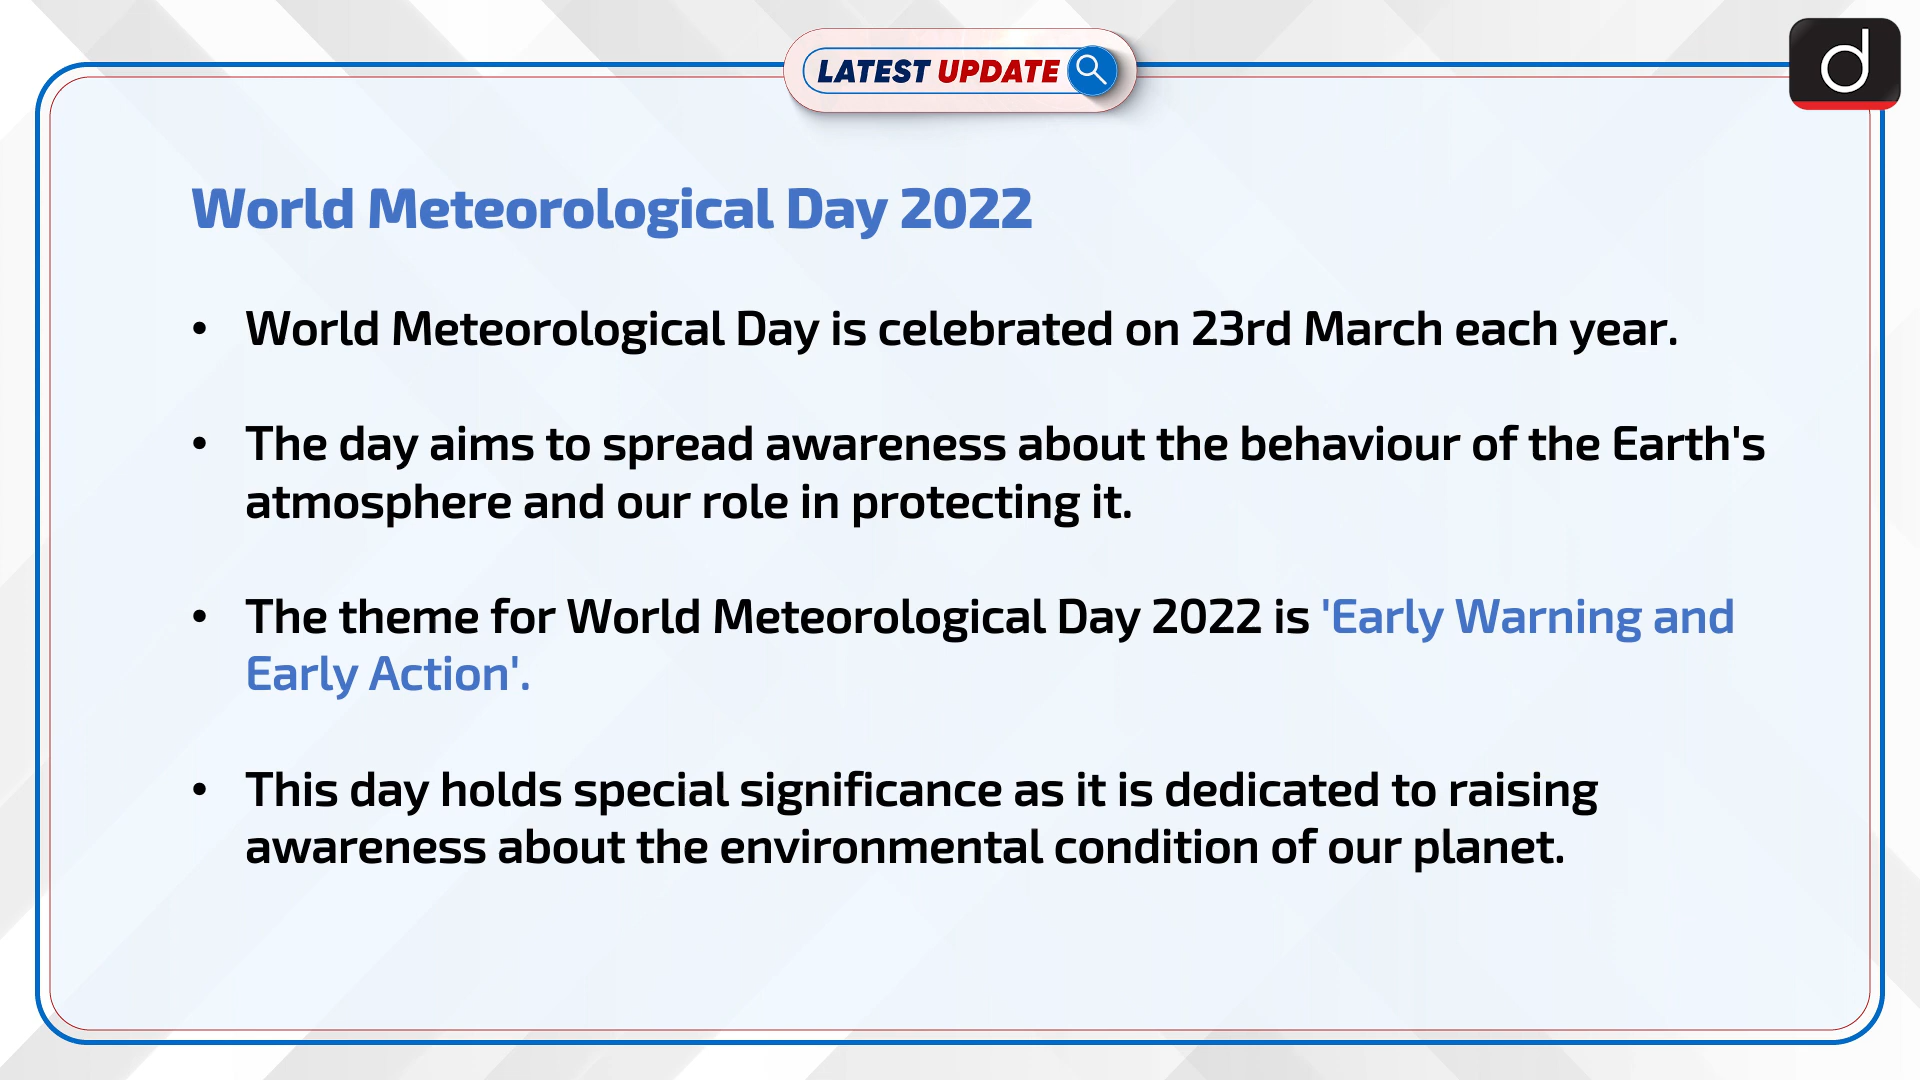 LATEST UPDATE
d
World Meteorological Day 2022
• World Meteorological Day is celebrated on 23rd March each year.
• The day aims to spread awareness about the behaviour of the Earth's
atmosphere and our role in protecting it.
• The theme for World Meteorological Day 2022 is 'Early Warning and
Early Action'.
• This day holds special significance as it is dedicated to raising
awareness about the environmental condition of our planet.